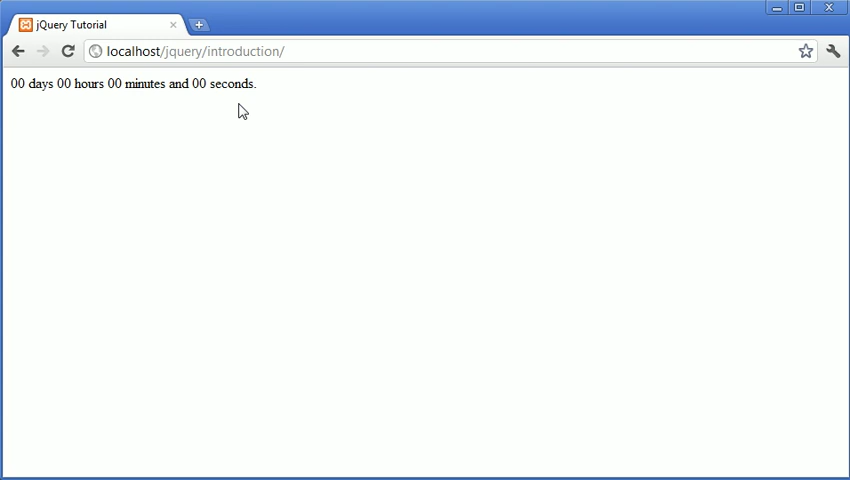 jQuery Tutorial
localhost/jquery/introduction/
00 days 00 hours 00 minutes and 00 seconds.